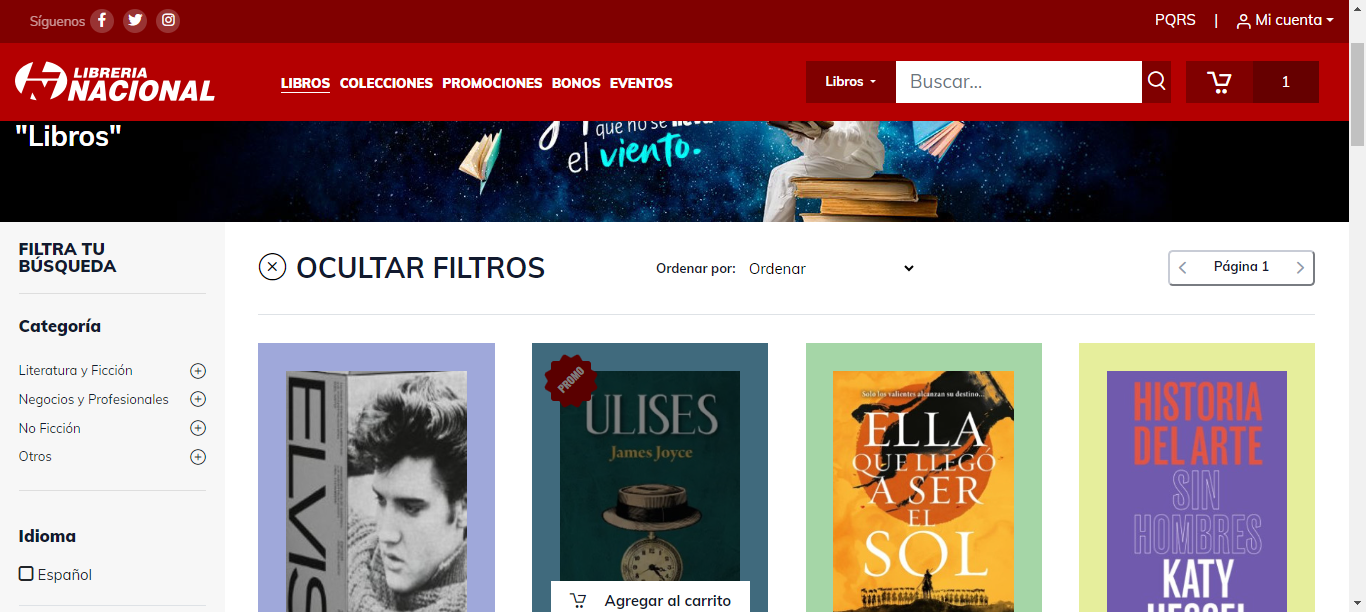 Síguenos
PQRS | Mi cuenta
LIBRERIA
NACIONAL
LIBROS COLECCIONES PROMOCIONES BONOS EVENTOS
Libros
Buscar...
1
"Libros"
que no se lleva
el viento.
FILTRA TU
BÚSQUEDA
OCULTAR FILTROS
Ordenar por: Ordenar
Página 1
Categoría
Literatura y Ficción
Negocios y Profesionales
No Ficción
Otros
Idioma
Español
ELVIS
PROMO
ULISES
James Joyce
Agregar al carrito
Solo los valientes alcanzan su destino...
ELLA
QUE LLEGÓ
A SER
EL
SOL
HISTORIA
DEL ARTE
SIN
HOMBRES
KATY
HESSEL